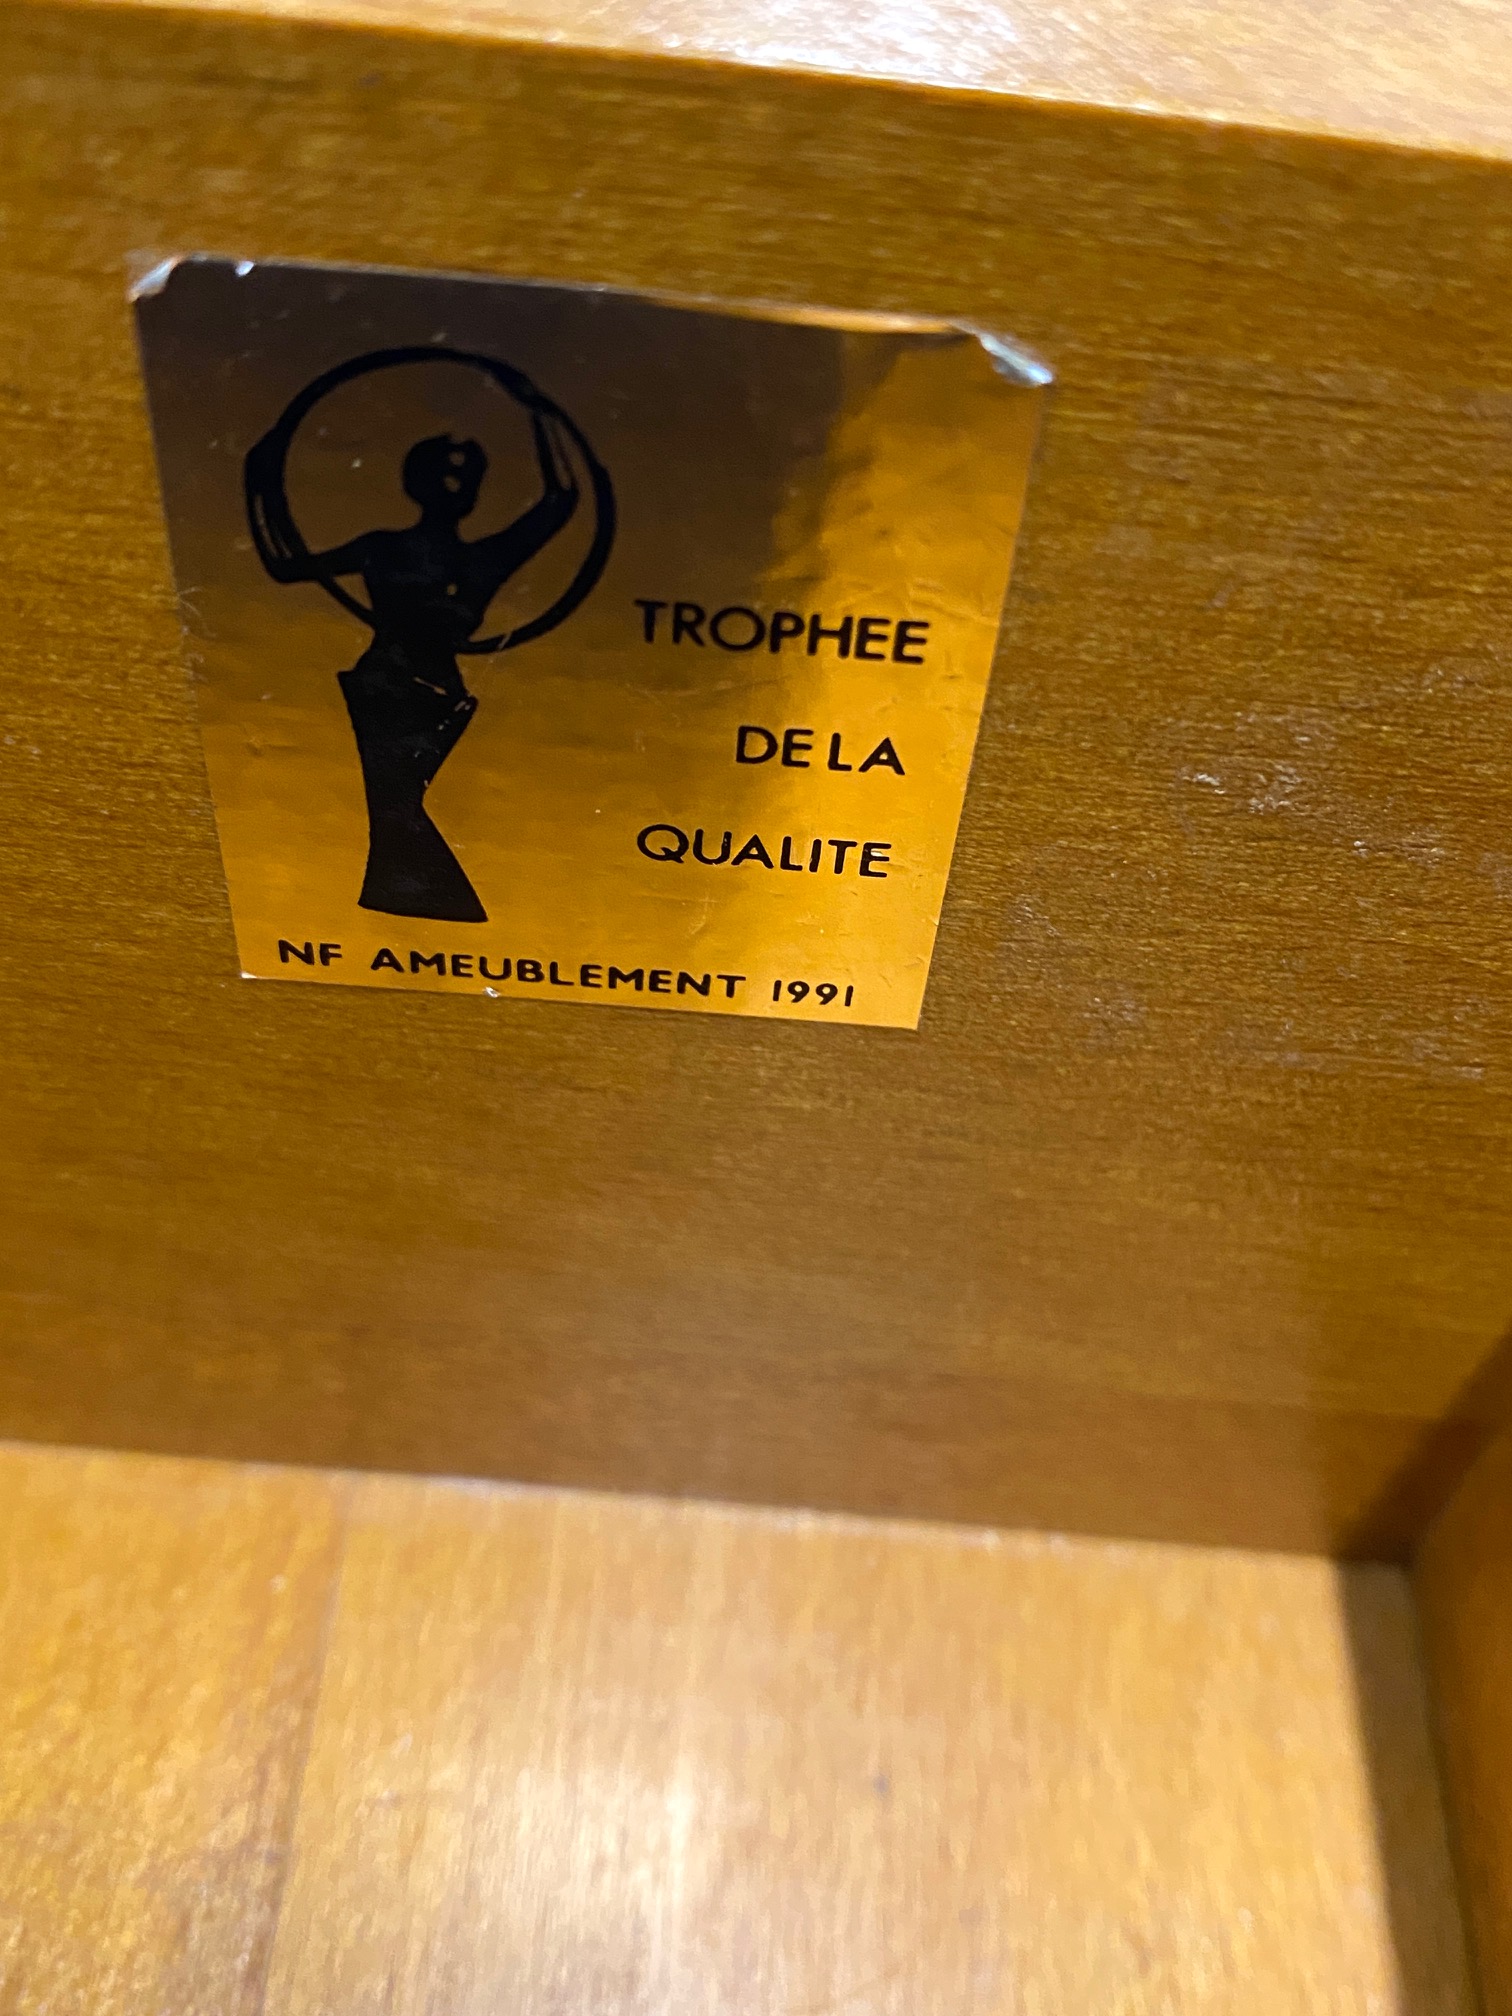 TROPHEE
DE LA
QUALITE
NF AMEUBLEMENT 1991